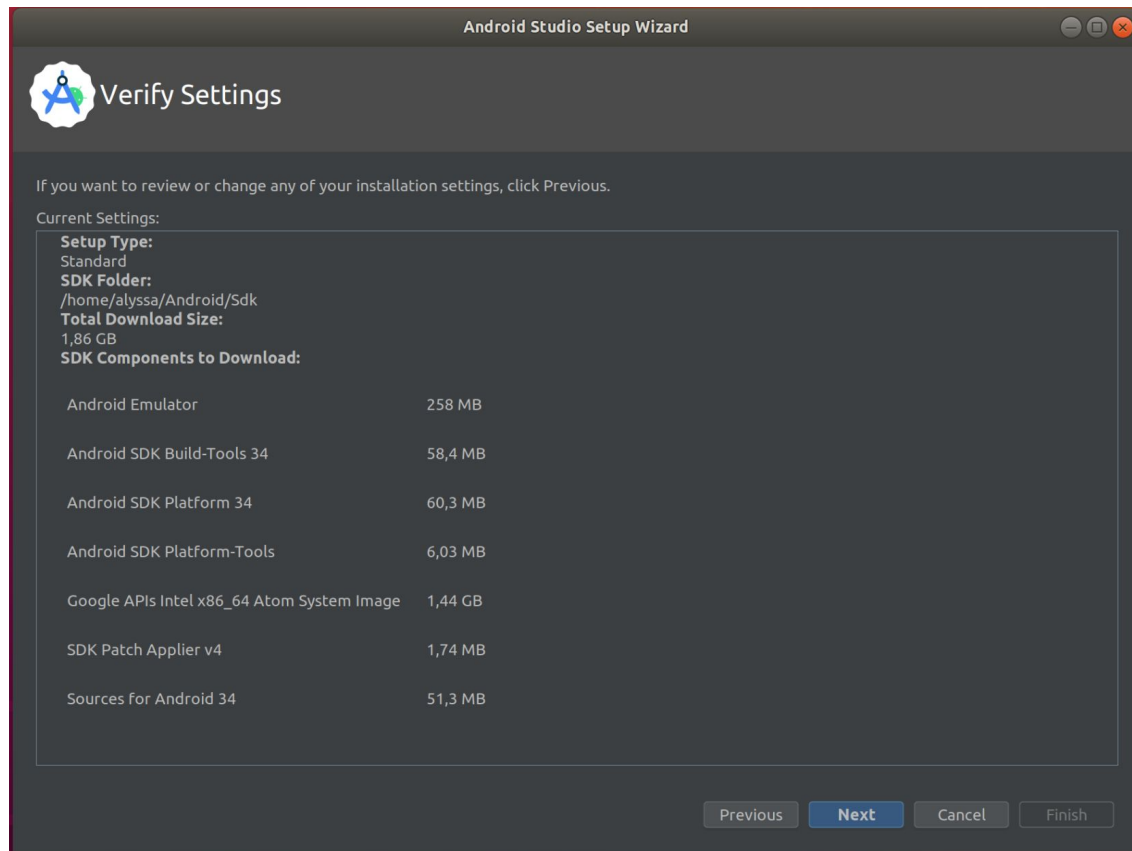 Android Studio Setup Wizard
Verify Settings
If you want to review or change any of your installation settings, click Previous.
Current Settings:
Setup Type:
Standard
SDK Folder:
/home/alyssa/Android/Sdk
Total Download Size:
1,86 GB
SDK Components to Download:
Android Emulator 258 MB
Android SDK Build-Tools 34 58,4 MB
Android SDK Platform 34 60,3 MB
Android SDK Platform-Tools 6,03 MB
Google APIs Intel x86_64 Atom System Image 1,44 GB
SDK Patch Applier v4 1,74 MB
Sources for Android 34 51,3 MB
Previous Next Cancel Finish